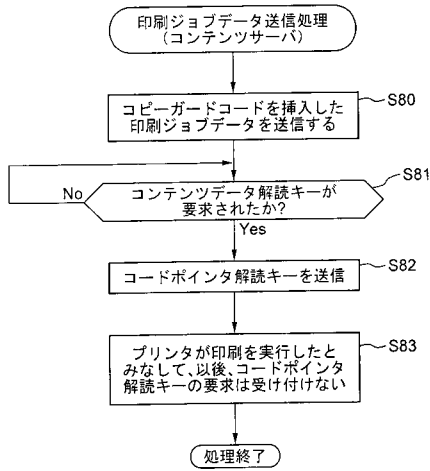 印刷ジョブデータ送信処理
(コンテンツサーバ)
コピーガードコードを挿入した
印刷ジョブデータを送信する
S80
コンテンツデータ解読キーが
要求されたか?
S81
No
Yes
コードポインタ解読キーを送信
S82
プリンタが印刷を実行したと
みなして、以後、コードポインタ
解読キーの要求は受け付けない
S83
処理終了